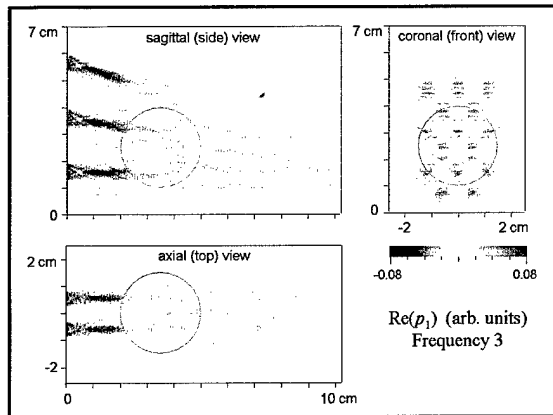 7 cm
sagittal (side) view
0
7 cm
coronal (front) view
0
-2
2 cm
-0.08
0.08
Re(p₁) (arb. units)
Frequency 3
2 cm
axial (top) view
-2
0
10 cm